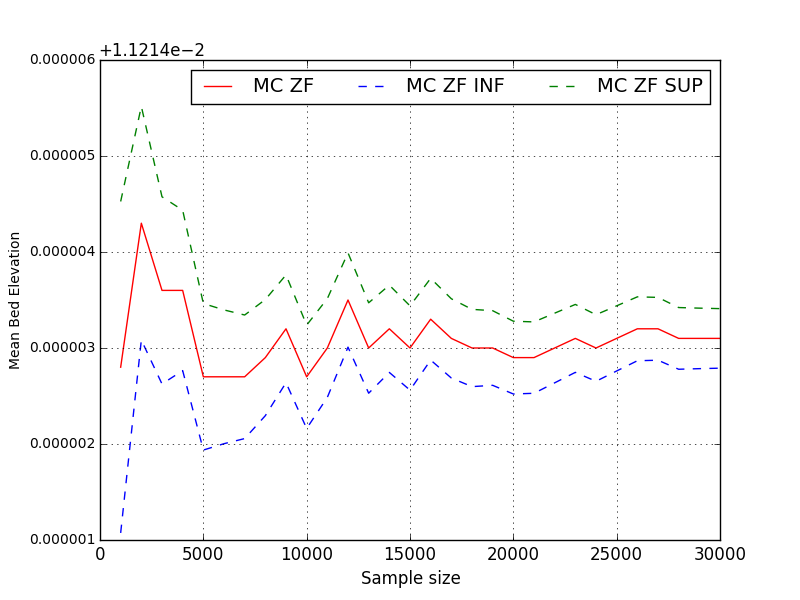 +1.1214e−2
0.000006
MC ZF MC ZF INF MC ZF SUP
0.000005
0.000004
0.000003
0.000002
0.000001
Mean Bed Elevation
0 5000 10000 15000 20000 25000 30000
Sample size